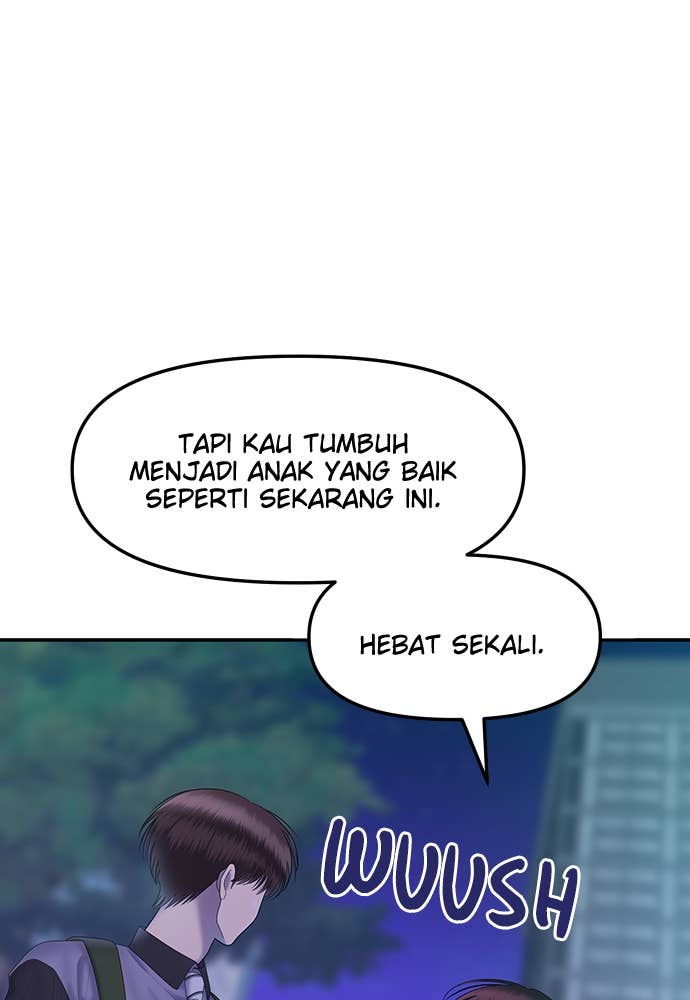 TAPI KAU TUMBUH
MENJADI ANAK YANG BAIK
SEPERTI SEKARANG INI.
HEBAT SEKALI.
WUUSH